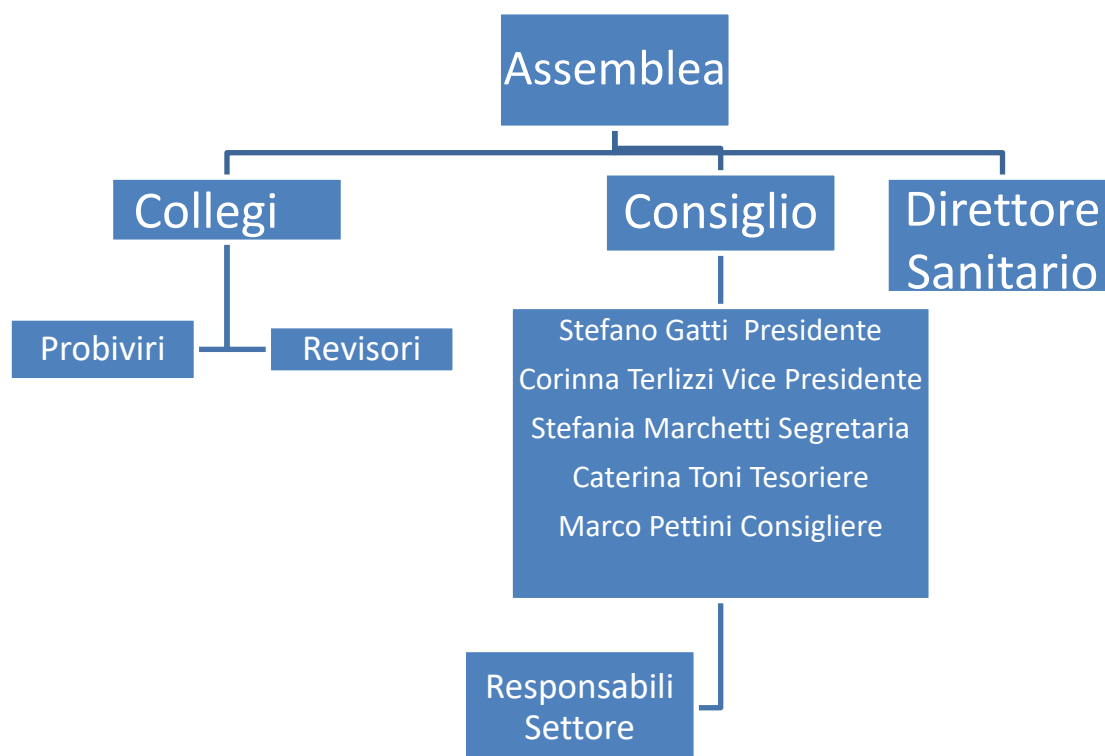 Assemblea
Collegi
Consiglio
Direttore
Sanitario
Probiviri
Revisori
Stefano Gatti  Presidente
Corinna Terlizzi Vice Presidente
Stefania Marchetti Segretaria
Caterina Toni Tesoriere
Marco Pettini Consigliere
Responsabili
Settore